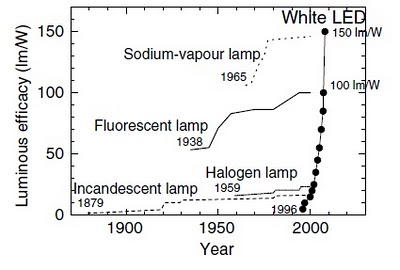 White LED
150
150 lm/W
Sodium-vapour lamp
1965
100
100 lm/W
Fluorescent lamp
1938
50
Halogen lamp
1959
Incandescent lamp
1879
1996
0
1900
1950
2000
Year
Luminous efficacy (lm/W)